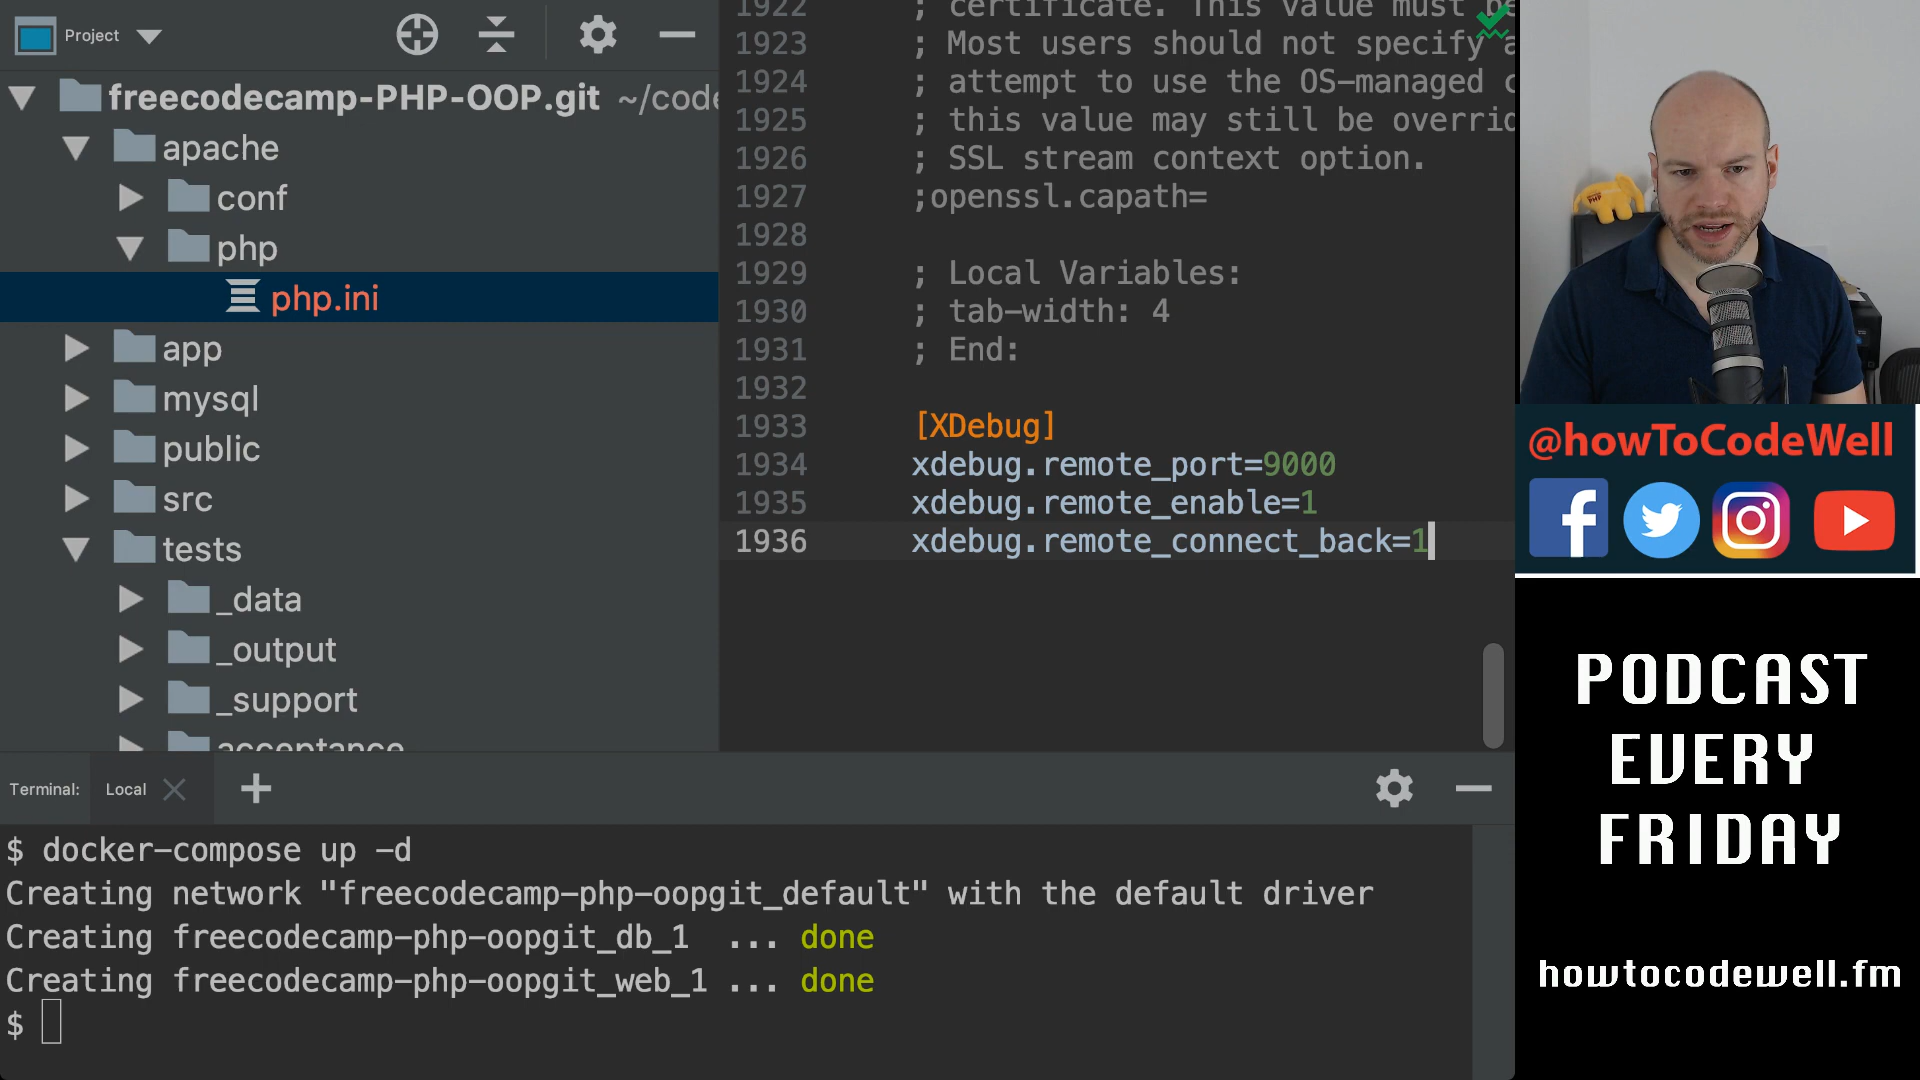 Project
freecodecamp-PHP-OOP.git ~/code
apache
conf
php
php.ini
app
mysql
public
src
tests
_data
_output
_support
acceptance
1922 ; certificate. This value must be
1923 ; Most users should not specify a
1924 ; attempt to use the OS-managed c
1925 ; this value may still be overrid
1926 ; SSL stream context option.
1927 ;openssl.capath=
1928
1929 ; Local Variables:
1930 ; tab-width: 4
1931 ; End:
1932
1933 [XDebug]
1934 xdebug.remote_port=9000
1935 xdebug.remote_enable=1
1936 xdebug.remote_connect_back=1
Terminal: Local
$ docker-compose up -d
Creating network "freecodecamp-php-oopgit_default" with the default driver
Creating freecodecamp-php-oopgit_db_1 ... done
Creating freecodecamp-php-oopgit_web_1 ... done
$
@howToCodeWell
PODCAST
EVERY
FRIDAY
howtocodewell.fm